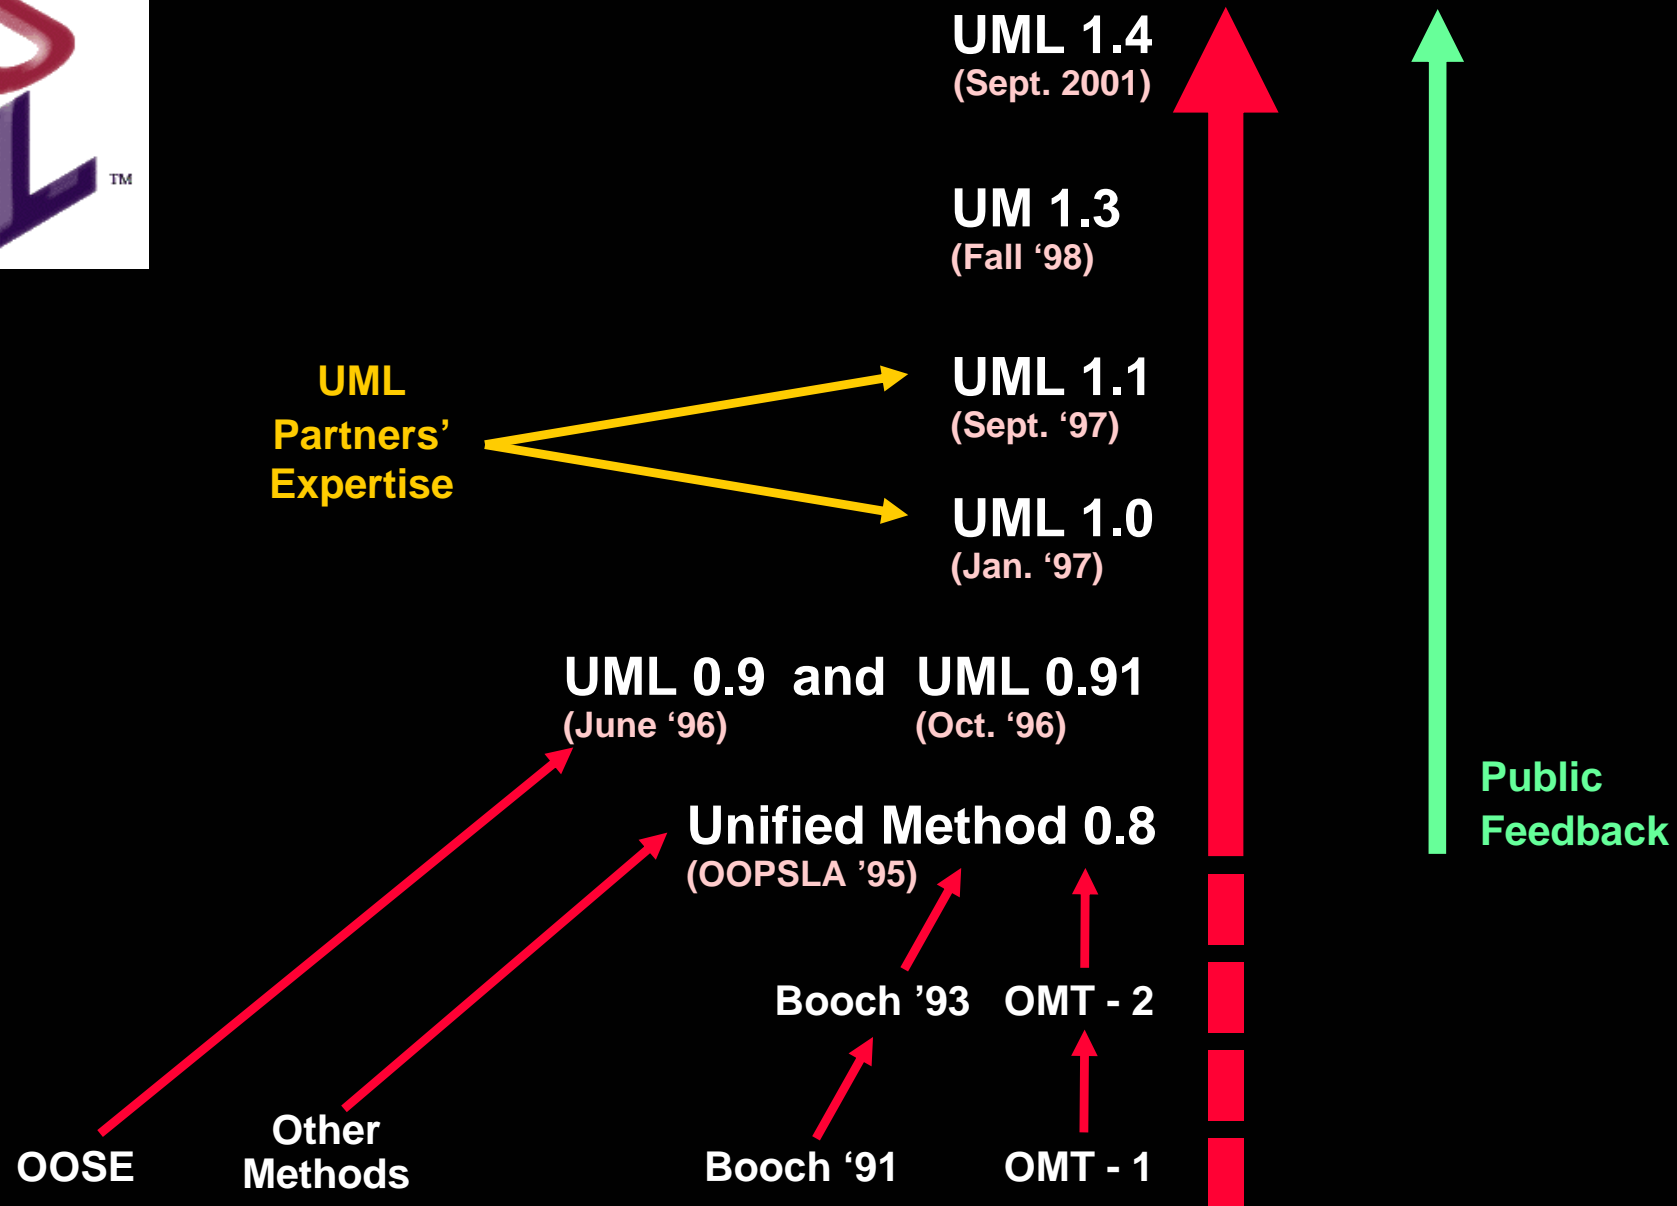 UML 1.4
(Sept. 2001)
TM
UM 1.3
(Fall ‘98)
UML
Partners’
Expertise
UML 1.1
(Sept. ‘97)
UML 1.0
(Jan. ‘97)
UML 0.9 and UML 0.91
(June ‘96) (Oct. ‘96)
Public
Feedback
Unified Method 0.8
(OOPSLA ’95)
Booch ’93 OMT - 2
OOSE
Other
Methods
Booch ‘91 OMT - 1